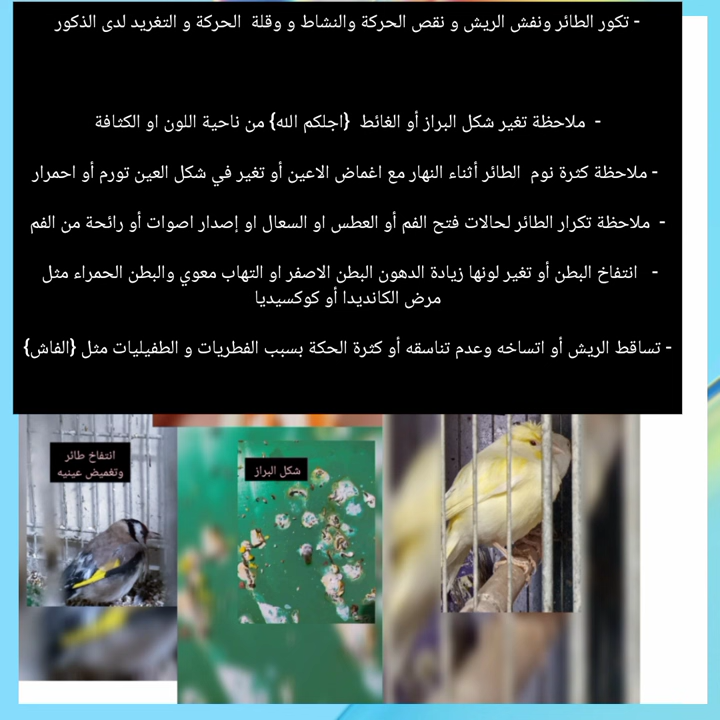 - تكور الطائر ونفش الريش و نقص الحركة والنشاط و وقلة الحركة و التغريد لدى الذكور
- ملاحظة تغير شكل البراز أو الغائط {اجلكم الله} من ناحية اللون او الكثافة
- ملاحظة كثرة نوم الطائر أثناء النهار مع اغماض الاعين أو تغير في شكل العين تورم أو احمرار
- ملاحظة تكرار الطائر لحالات فتح الفم أو العطس او السعال او إصدار اصوات أو رائحة من الفم
- انتفاخ البطن أو تغير لونها زيادة الدهون البطن الاصفر او التهاب معوي والبطن الحمراء مثل
مرض الكانديدا أو كوكسيديا
- تساقط الريش أو اتساخه وعدم تناسقه أو كثرة الحكة بسبب الفطريات و الطفيليات مثل {الفاش}
انتفاخ طائر
وتغميض عينيه
شكل البراز